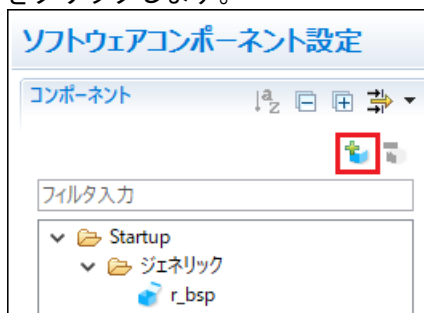 をクリックします。
ソフトウェアコンポーネント設定
コンポーネント
a
z
フィルタ入力
Startup
ジェネリック
r_bsp